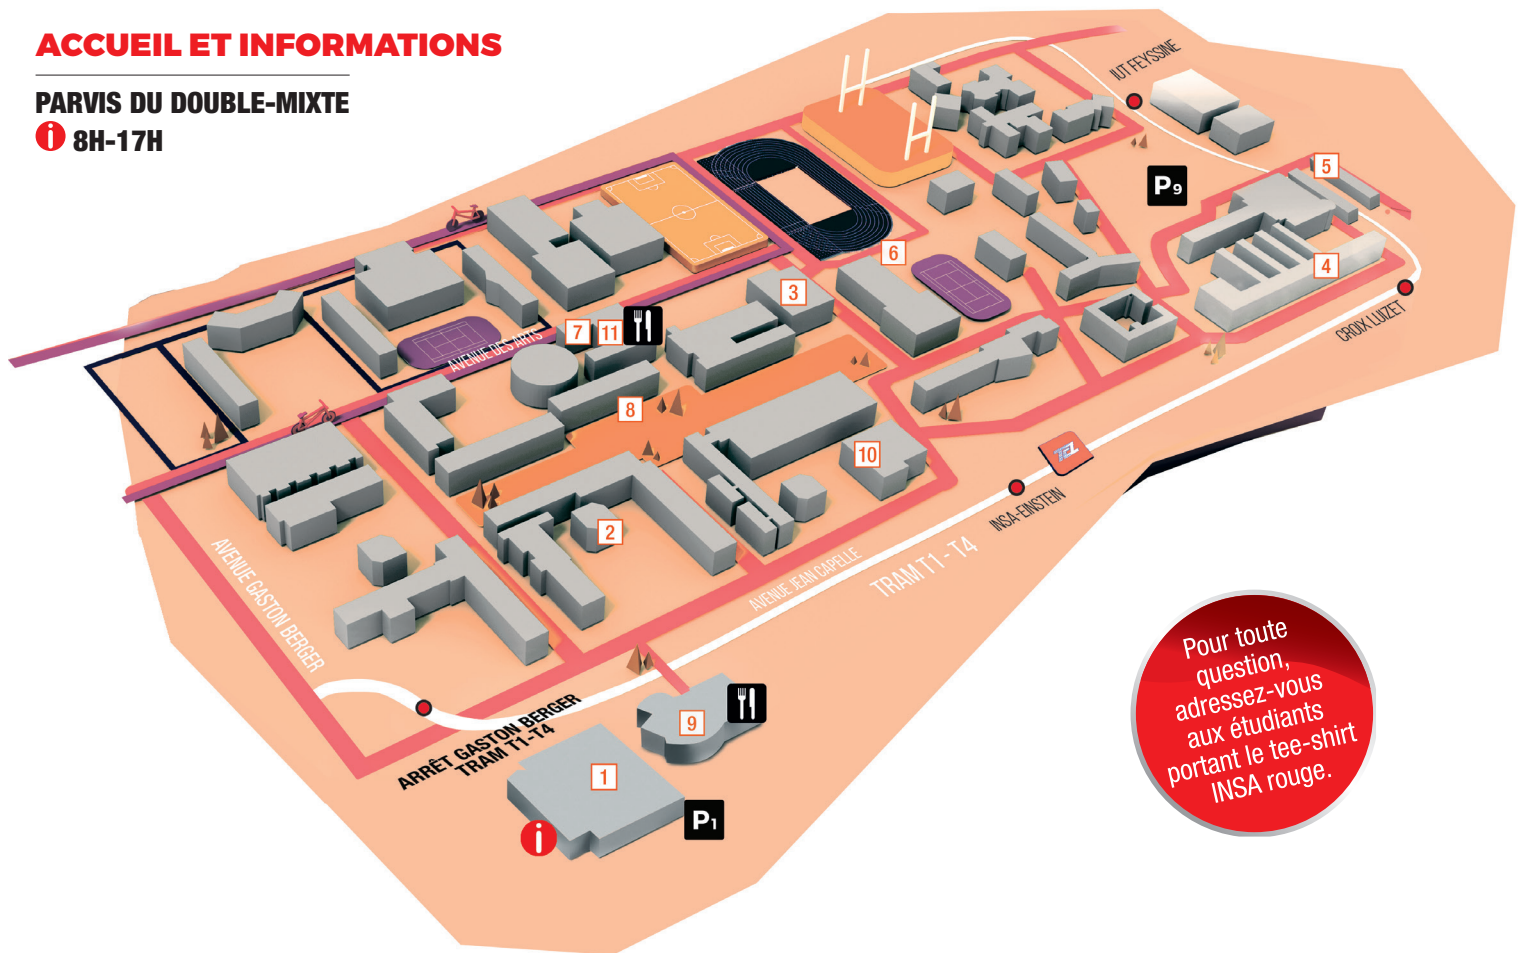 ACCUEIL ET INFORMATIONS
PARVIS DU DOUBLE-MIXTE
i 8H-17H
IUT FEYSSINE
P9
5
6
4
3
CROIX LUIZET
7
11
AVENUE DES ARTS
8
10
TCL
INSA-EINSTEIN
2
AVENUE GASTON BERGER
AVENUE JEAN CAPELLE
TRAM T1 - T4
ARRÊT GASTON BERGER
TRAM T1-T4
9
1
P1
i
Pour toute
question,
adressez-vous
aux étudiants
portant le tee-shirt
INSA rouge.